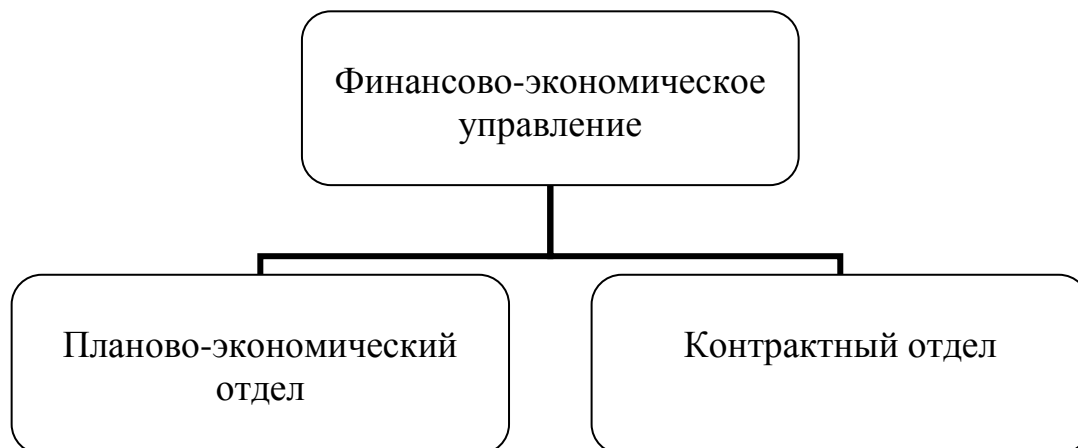 Финансово-экономическое
управление
Планово-экономический
отдел
Контрактный отдел